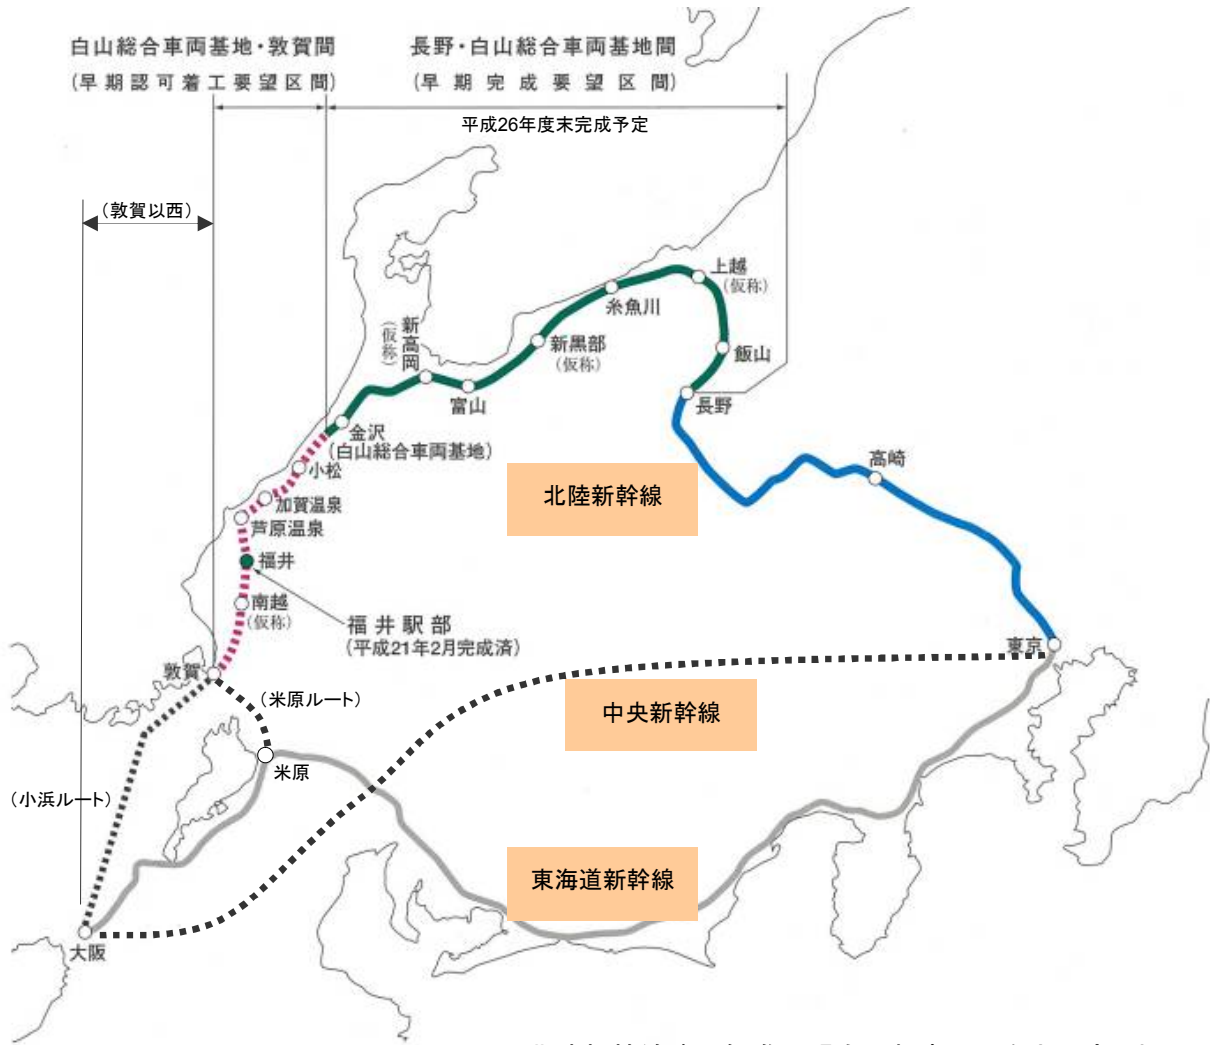 白山総合車両基地・敦賀間
(早期認可着工要望区間)
長野・白山総合車両基地間
(早期完成要望区間)
平成26年度末完成予定
(敦賀以西)
上越
(仮称)
糸魚川
新高岡
(仮称)
新黒部
(仮称)
飯山
富山
長野
金沢
(白山総合車両基地)
小松
高崎
北陸新幹線
加賀温泉
芦原温泉
福井
南越
(仮称)
福井駅部
(平成21年2月完成済)
東京
敦賀
(米原ルート)
中央新幹線
米原
(小浜ルート)
東海道新幹線
大阪